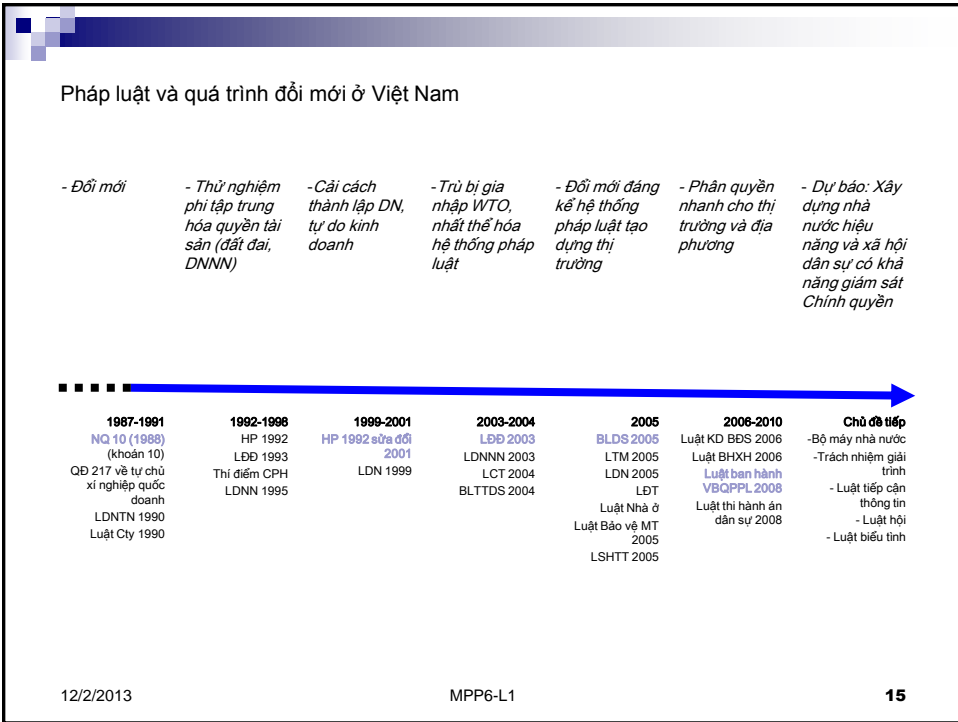 Pháp luật và quá trình đổi mới ở Việt Nam
- Đổi mới
- Thử nghiệm
phi tập trung
hóa quyền tài
sản (đất đai,
DNNN)
-Cải cách
thành lập DN,
tự do kinh
doanh
-Trù bị gia
nhập WTO,
nhất thể hóa
hệ thống pháp
luật
- Đổi mới đáng
kể hệ thống
pháp luật tạo
dựng thị
trường
- Phân quyền
nhanh cho thị
trường và địa
phương
- Dự báo: Xây
dựng nhà
nước hiệu
năng và xã hội
dân sự có khả
năng giám sát
Chính quyền
1987-1991
NQ 10 (1988)
(khoán 10)
QĐ 217 về tự chủ
xí nghiệp quốc
doanh
LDNTN 1990
Luật Cty 1990
1992-1998
HP 1992
LĐĐ 1993
Thí điểm CPH
LDNN 1995
1999-2001
HP 1992 sửa đổi
2001
LDN 1999
2003-2004
LĐĐ 2003
LDNNN 2003
LCT 2004
BLTTDS 2004
2005
BLDS 2005
LTM 2005
LDN 2005
LĐT
Luật Nhà ở
Luật Bảo vệ MT
2005
LSHTT 2005
2006-2010
Luật KD BĐS 2006
Luật BHXH 2006
Luật ban hành
VBQPPL 2008
Luật thi hành án
dân sự 2008
Chủ đề tiếp
-Bộ máy nhà nước
-Trách nhiệm giải
trình
- Luật tiếp cận
thông tin
- Luật hội
- Luật biểu tình
12/2/2013
MPP6-L1
15